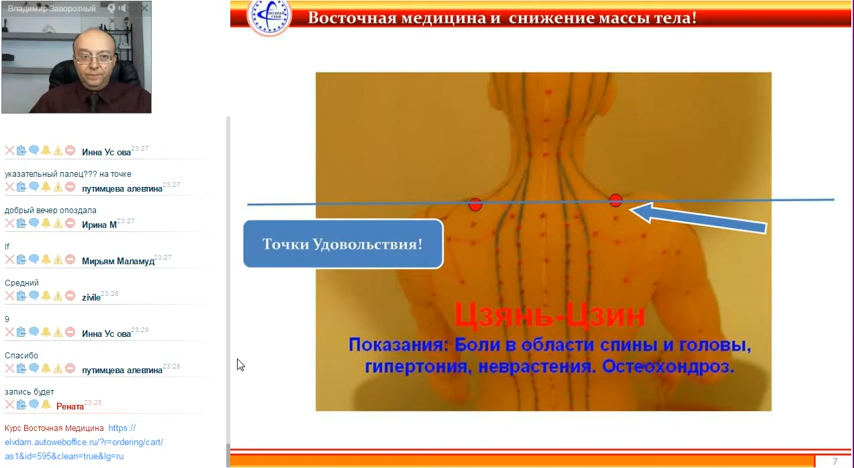 Владимир Заворотный
Восточная медицина и снижение массы тела!
Инна Ус ова 23:27
указательный палец??? на точке
путимцева алевтина 23:27
добрый вечер опоздала
Ирина М 23:27
lf
Мирьям Маламуд 23:27
Средний
zivile 23:28
9
Инна Ус ова 23:28
Спасибо
путимцева алевтина 23:28
запись будет
Рената 23:28
Курс Восточная Медицина https://
elvdam.autoweboffice.ru/?r=ordering/cart/
as1&id=595&clean=true&lg=ru
Точки Удовольствия!
Цзянь-Цзин
Показания: Боли в области спины и головы,
гипертония, неврастения. Остеохондроз.
7